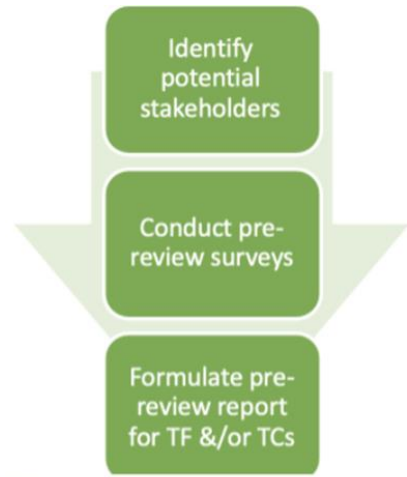 Identify
potential
stakeholders
Conduct pre-
review surveys
Formulate pre-
review report
for TF &/or TCs